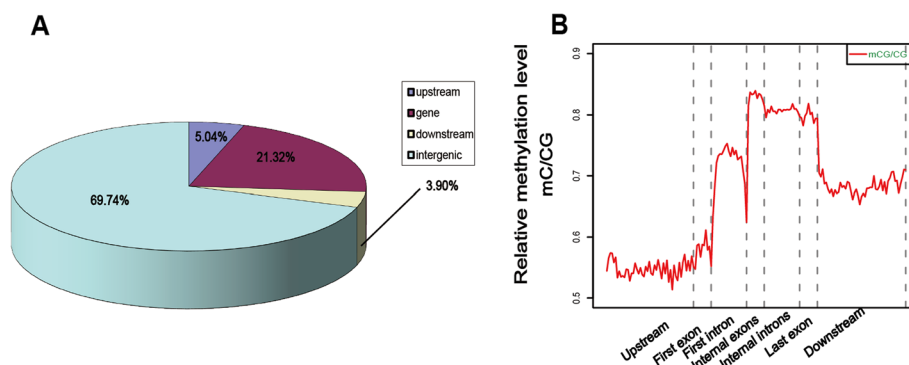 A
5.04%
21.32%
69.74%
3.90%
upstream
gene
downstream
intergenic
B
Relative methylation level
mC/CG
0.9
0.8
0.7
0.6
0.5
mCG/CG
Upstream
First exon
First intron
Internal exons
Internal introns
Last exon
Downstream